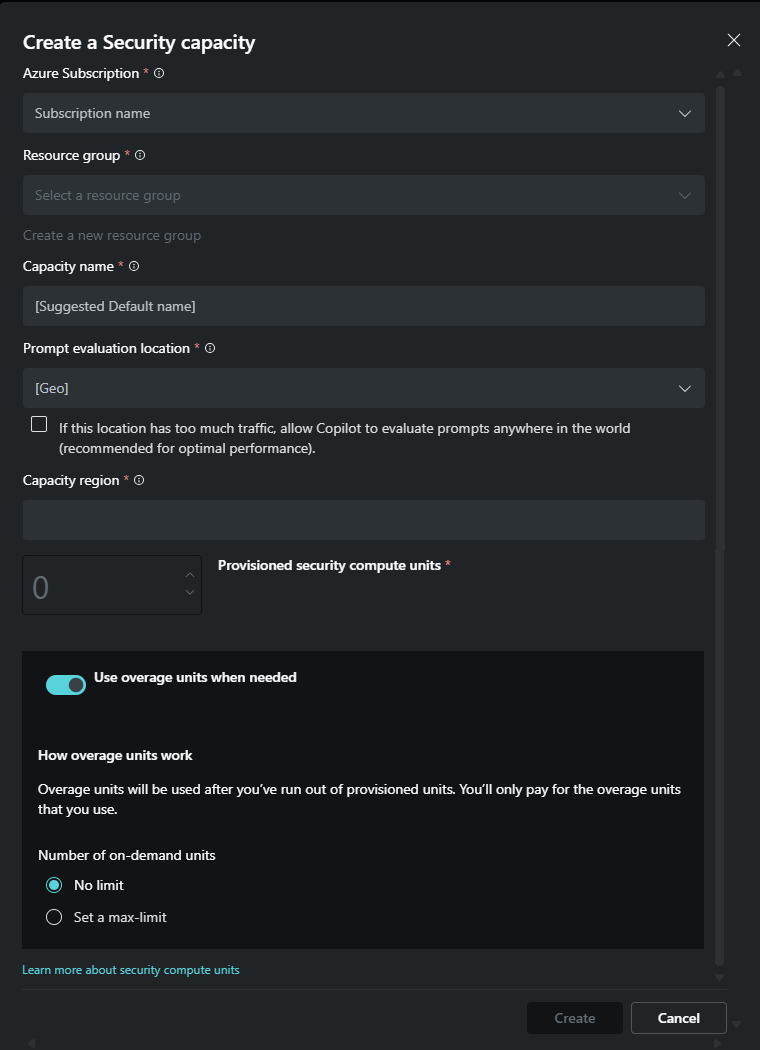 Create a Security capacity
Azure Subscription *
Subscription name
Resource group *
Select a resource group
Create a new resource group
Capacity name *
[Suggested Default name]
Prompt evaluation location *
[Geo]
If this location has too much traffic, allow Copilot to evaluate prompts anywhere in the world
(recommended for optimal performance).
Capacity region *
0
Provisioned security compute units *
Use overage units when needed
How overage units work
Overage units will be used after you’ve run out of provisioned units. You’ll only pay for the overage units
that you use.
Number of on-demand units
No limit
Set a max-limit
Learn more about security compute units
Create
Cancel